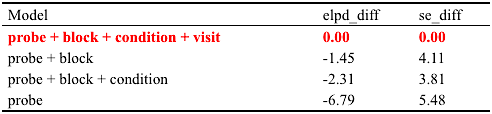 Model elpd_diff se_diff
probe + block + condition + visit 0.00 0.00
probe + block -1.45 4.11
probe + block + condition -2.31 3.81
probe -6.79 5.48